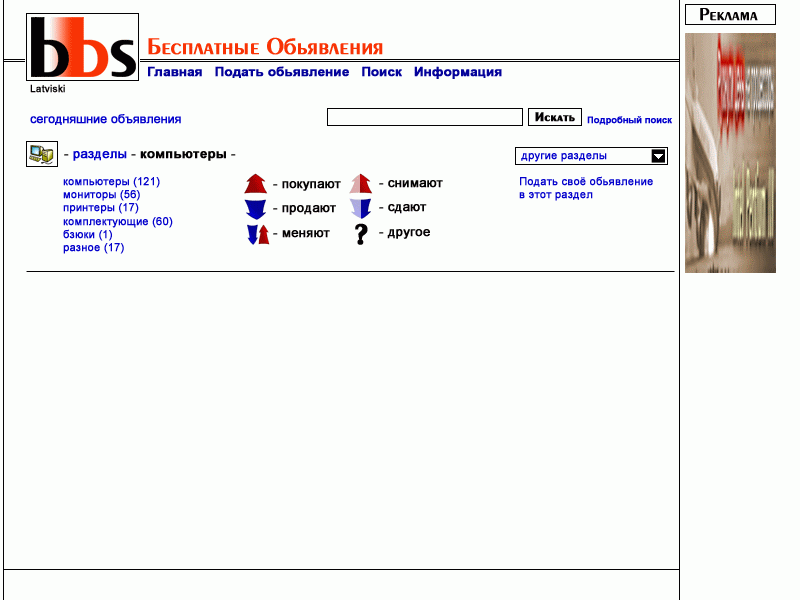 bbs
Бесплатные Обьявления
Главная Подать обьявление Поиск Информация
Latviski
сегодняшние объявления
Искать
Подробный поиск
- разделы - компьютеры -
другие разделы
компьютеры (121)
мониторы (56)
принтеры (17)
комплектующие (60)
бзюки (1)
разное (17)
- покупают
- снимают
- продают
- сдают
- меняют
? - другое
Подать своё обьявление
в этот раздел
Реклама